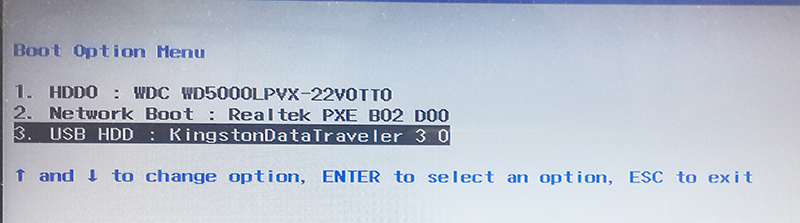 Boot Option Menu
1. HDD0 : WDC WD5000LPVX-22V0TT0
2. Network Boot : Realtek PXE B02 D00
3. USB HDD : KingstonDataTraveler 3 0
↑ and ↓ to change option, ENTER to select an option, ESC to exit